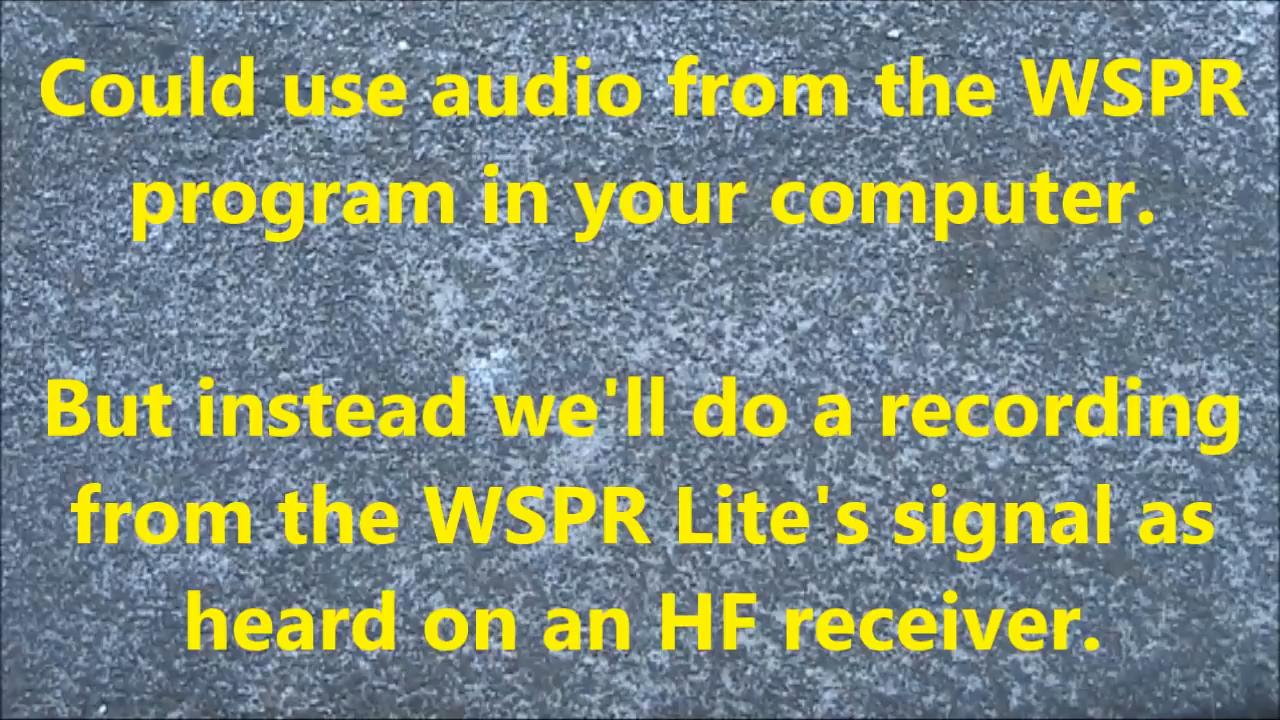 Could use audio from the WSPR
program in your computer.
But instead we'll do a recording
from the WSPR Lite's signal as
heard on an HF receiver.